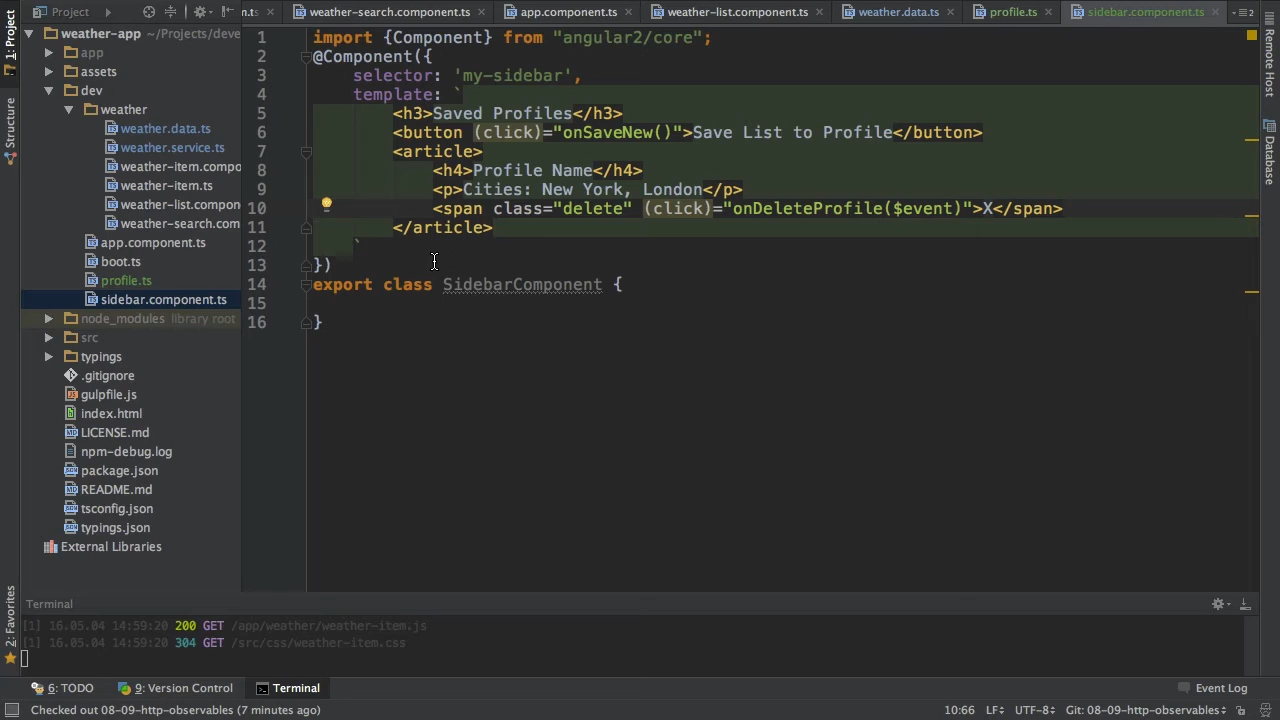 1: Project
Project
n.ts
weather-search.component.ts
app.component.ts
weather-list.component.ts
weather.data.ts
profile.ts
sidebar.component.ts
2
weather-app ~/Projects/deve
app
assets
dev
weather
weather.data.ts
weather.service.ts
weather-item.compo
weather-item.ts
weather-list.compon
weather-search.com
app.component.ts
boot.ts
profile.ts
sidebar.component.ts
node_modules library root
src
typings
.gitignore
gulpfile.js
index.html
LICENSE.md
npm-debug.log
package.json
README.md
tsconfig.json
typings.json
External Libraries
Structure
2: Favorites
1 import {Component} from "angular2/core";
2 @Component({
3 selector: 'my-sidebar',
4 template: `
5 <h3>Saved Profiles</h3>
6 <button (click)="onSaveNew()">Save List to Profile</button>
7 <article>
8 <h4>Profile Name</h4>
9 <p>Cities: New York, London</p>
10 <span class="delete" (click)="onDeleteProfile($event)">X</span>
11 </article>
12 `
13 })
14 export class SidebarComponent {
15
16 }
Remote Host
Database
Terminal
[1] 16.05.04 14:59:20 200 GET /app/weather/weather-item.js
[1] 16.05.04 14:59:20 304 GET /src/css/weather-item.css
6: TODO
9: Version Control
Terminal
Event Log
Checked out 08-09-http-observables (7 minutes ago)
10:66
LF
UTF-8
Git: 08-09-http-observables